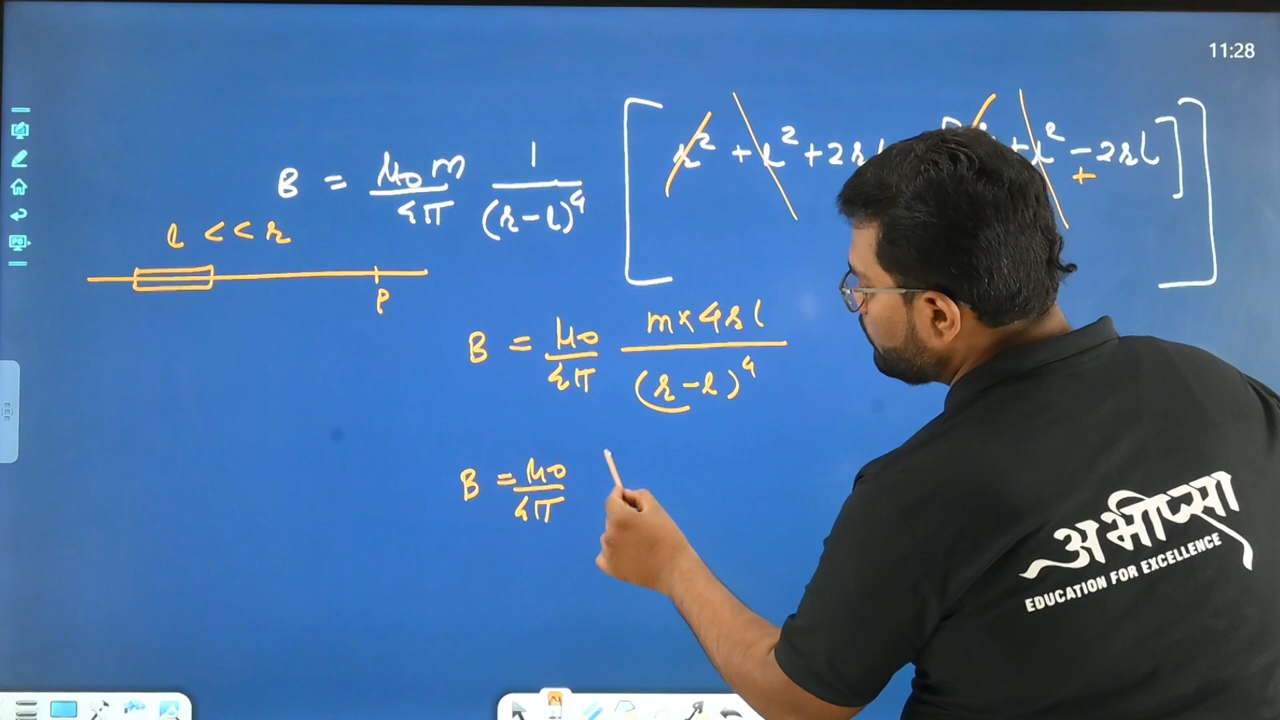 11:28
B = μ₀m/4π 1/(r-l)⁴ [ r² + l² + 2rl + l² - 2rl ] ]
+
l << r
P
B = μ₀/4π m×4rl/(r-l)⁴
B = μ₀/4π
अभीप्सा
EDUCATION FOR EXCELLENCE